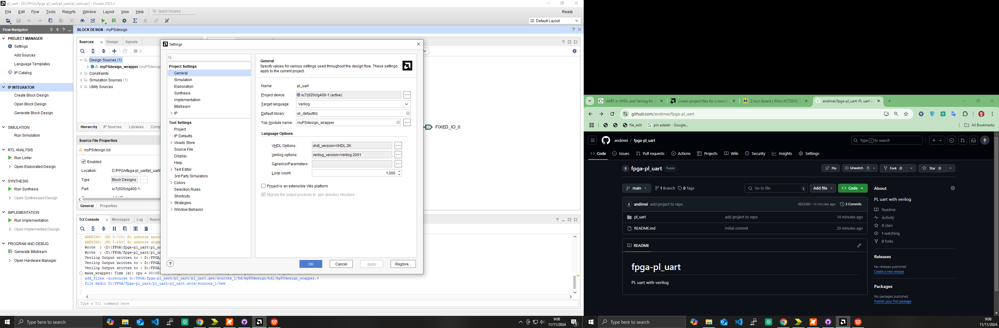 pl_uart - [D:/FPGA/fpga-pl_uart/pl_uart/pl_uart.xpr] - Vivado 2023.2
File Edit Flow Tools Reports Window Layout View Help Quick Access
Ready
Default Layout
Flow Navigator
PROJECT MANAGER
Settings
Add Sources
Language Templates
IP Catalog
IP INTEGRATOR
Create Block Design
Open Block Design
Generate Block Design
SIMULATION
Run Simulation
RTL ANALYSIS
Run Linter
Open Elaborated Design
SYNTHESIS
Run Synthesis
Open Synthesized Design
IMPLEMENTATION
Run Implementation
Open Implemented Design
PROGRAM AND DEBUG
Generate Bitstream
Open Hardware Manager
BLOCK DESIGN - myPSdesign
Sources Design Signals
0
Design Sources (1)
myPSdesign_wrapper (myPSdesign
Constraints
Simulation Sources (1)
Utility Sources
Hierarchy IP Sources Libraries Comp
Source File Properties
myPSdesign.bd
Enabled
Location: D:/FPGA/fpga-pl_uart/pl_uart/
Type: Block Designs
Part: xc7z020clg400-1
General Properties
FIXED_IO_0
Settings
Project Settings
General
Simulation
Elaboration
Synthesis
Implementation
Bitstream
IP
Tool Settings
Project
IP Defaults
Vivado Store
Source File
Display
Help
Text Editor
3rd Party Simulators
Colors
Selection Rules
Shortcuts
Strategies
Window Behavior
General
Specify values for various settings used throughout the design flow. These settings
apply to the current project.
Name: pl_uart
Project device: xc7z020clg400-1 (active)
Target language: Verilog
Default library: xil_defaultlib
Top module name: myPSdesign_wrapper
Language Options
VHDL Options: vhdl_version=VHDL 2K
Verilog options: verilog_version=Verilog 2001
Generics/Parameters:
Loop count: 1,000
Project is an extensible Vitis platform
Migrate the output products to .gen directory structure
OK Cancel Apply Restore...
Tcl Console Messages Log Report
WARNING: [BD 5-700] No address space
WARNING: [BD 5-699] No address segme
Wrote : <D:\FPGA\fpga-pl_uart\pl_ua
Wrote : <D:/FPGA/fpga-pl_uart/pl_ua
Verilog Output written to : D:/FPGA/
Verilog Output written to : D:/FPGA/
Verilog Output written to : D:/FPGA/
make_wrapper: Time (s): cpu = 00:00:
add_files -norecurse d:/FPGA/fpga-pl_uart/pl_uart/pl_uart.gen/sources_1/bd/myPSdesign/hdl/myPSdesign_wrapper.v
file mkdir D:/FPGA/fpga-pl_uart/pl_uart/pl_uart.srcs/sources_1/new
Type a Tcl command here
Type here to search
9:08
11/11/2024
5
UART in VHDL and Verilog for a
vivado project files for z-turn b
Z-turn Board | Xilinx XC7Z010,
andimei/fpga-pl_uart: PL uart w
github.com/andimei/fpga-pl_uart
file_edit
pin adalah - Google...
All Bookmarks
andimei / fpga-pl_uart
Type / to search
Code Issues Pull requests Actions Projects Wiki Security Insights Settings
fpga-pl_uart Public
Pin Unwatch 1 Fork 0 Star 0
main 1 Branch 0 Tags Go to file t Add file Code
andimei add project to repo 8833480 · 14 minutes ago 2 Commits
pl_uart add project to repo 14 minutes ago
README.md Initial commit 20 minutes ago
README
fpga-pl_uart
PL uart with verilog
About
PL uart with verilog
Readme
Activity
0 stars
1 watching
0 forks
Releases
No releases published
Create a new release
Packages
No packages published
Publish your first package
Type here to search
9:08
11/11/2024